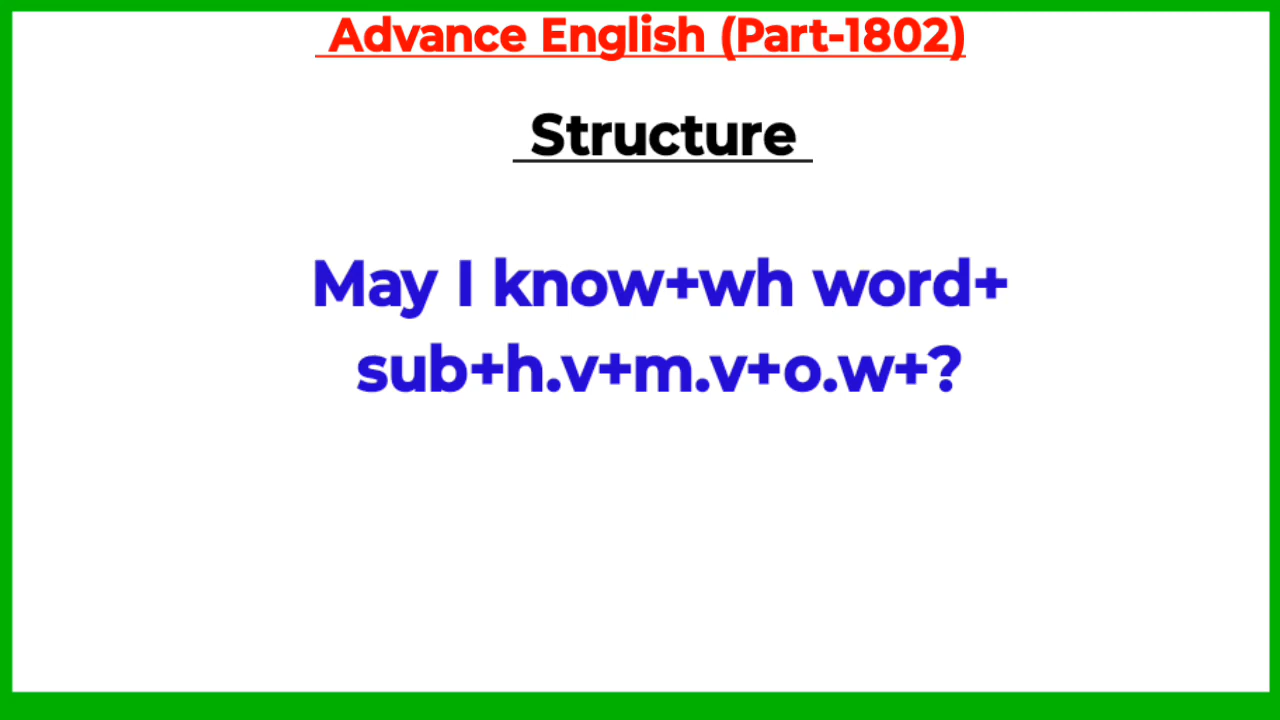 Advance English (Part-1802)
Structure
May I know+wh word+
sub+h.v+m.v+o.w+?